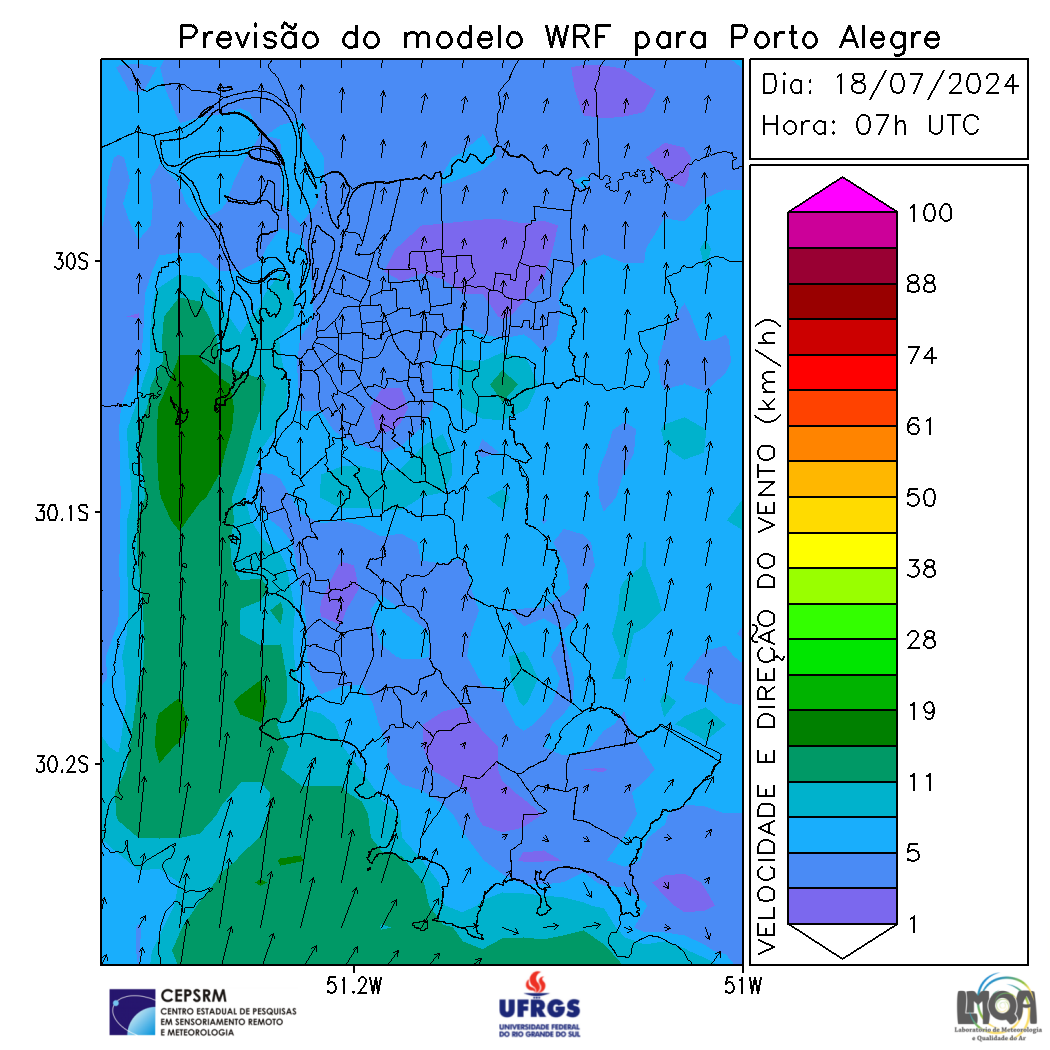 Previsão do modelo WRF para Porto Alegre
Dia: 18/07/2024
Hora: 07h UTC
30S
30.1S
30.2S
51.2W
51W
VELOCIDADE E DIREÇÃO DO VENTO (km/h)
100
88
74
61
50
38
28
19
11
5
1
CEPSRM
CENTRO ESTADUAL DE PESQUISAS
EM SENSORIAMENTO REMOTO
E METEOROLOGIA
UFRGS
UNIVERSIDADE FEDERAL
DO RIO GRANDE DO SUL
LMQA
Laboratório de Meteorologia
e Qualidade do Ar